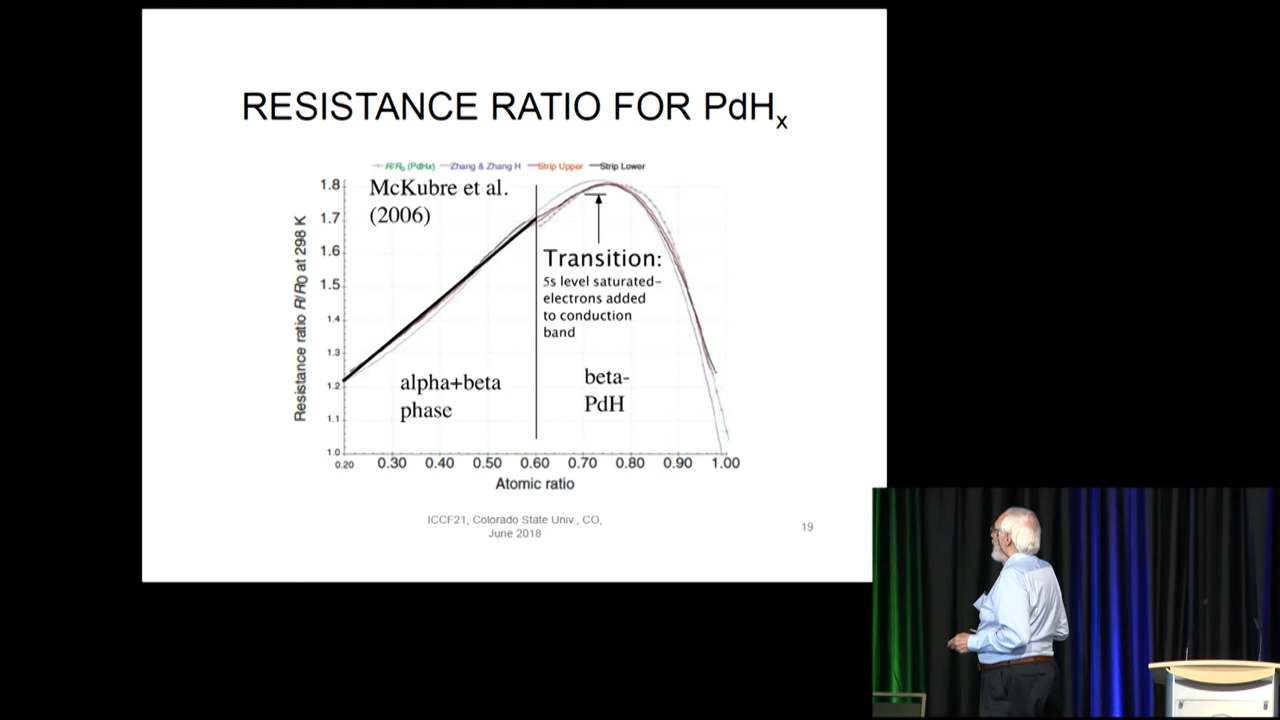 RESISTANCE RATIO FOR PdHx
R/R0 (PdHx) Zhang & Zhang H Strip Upper Strip Lower
McKubre et al.
(2006)
1.8
1.7
1.6
1.5
1.4
1.3
1.2
1.1
1.0
Resistance ratio R/R0 at 298 K
Transition:
5s level saturated–
electrons added
to conduction
band
alpha+beta
phase
beta-
PdH
0.20 0.30 0.40 0.50 0.60 0.70 0.80 0.90 1.00
Atomic ratio
ICCF21, Colorado State Univ., CO,
June 2018
19